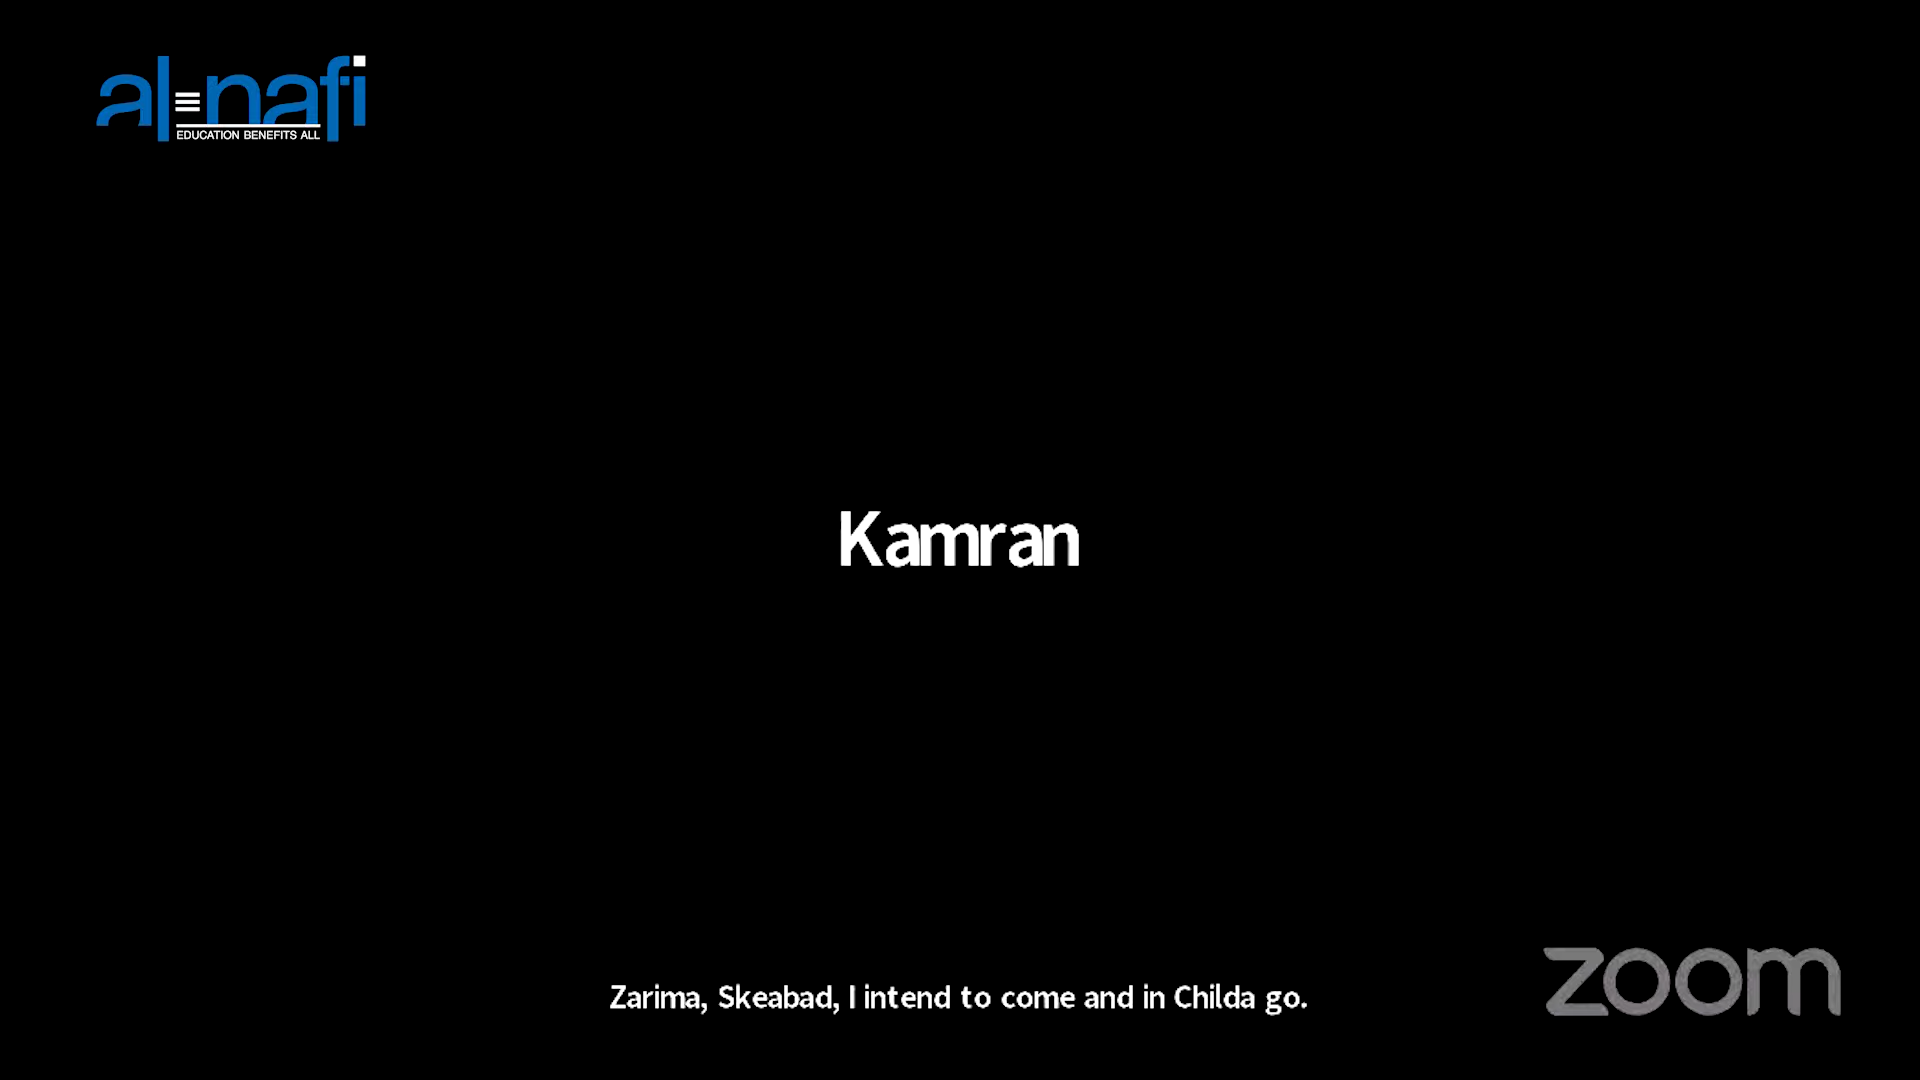 al-nafi
EDUCATION BENEFITS ALL
Kamran
Zarima, Skeabad, I intend to come and in Childa go.
zoom